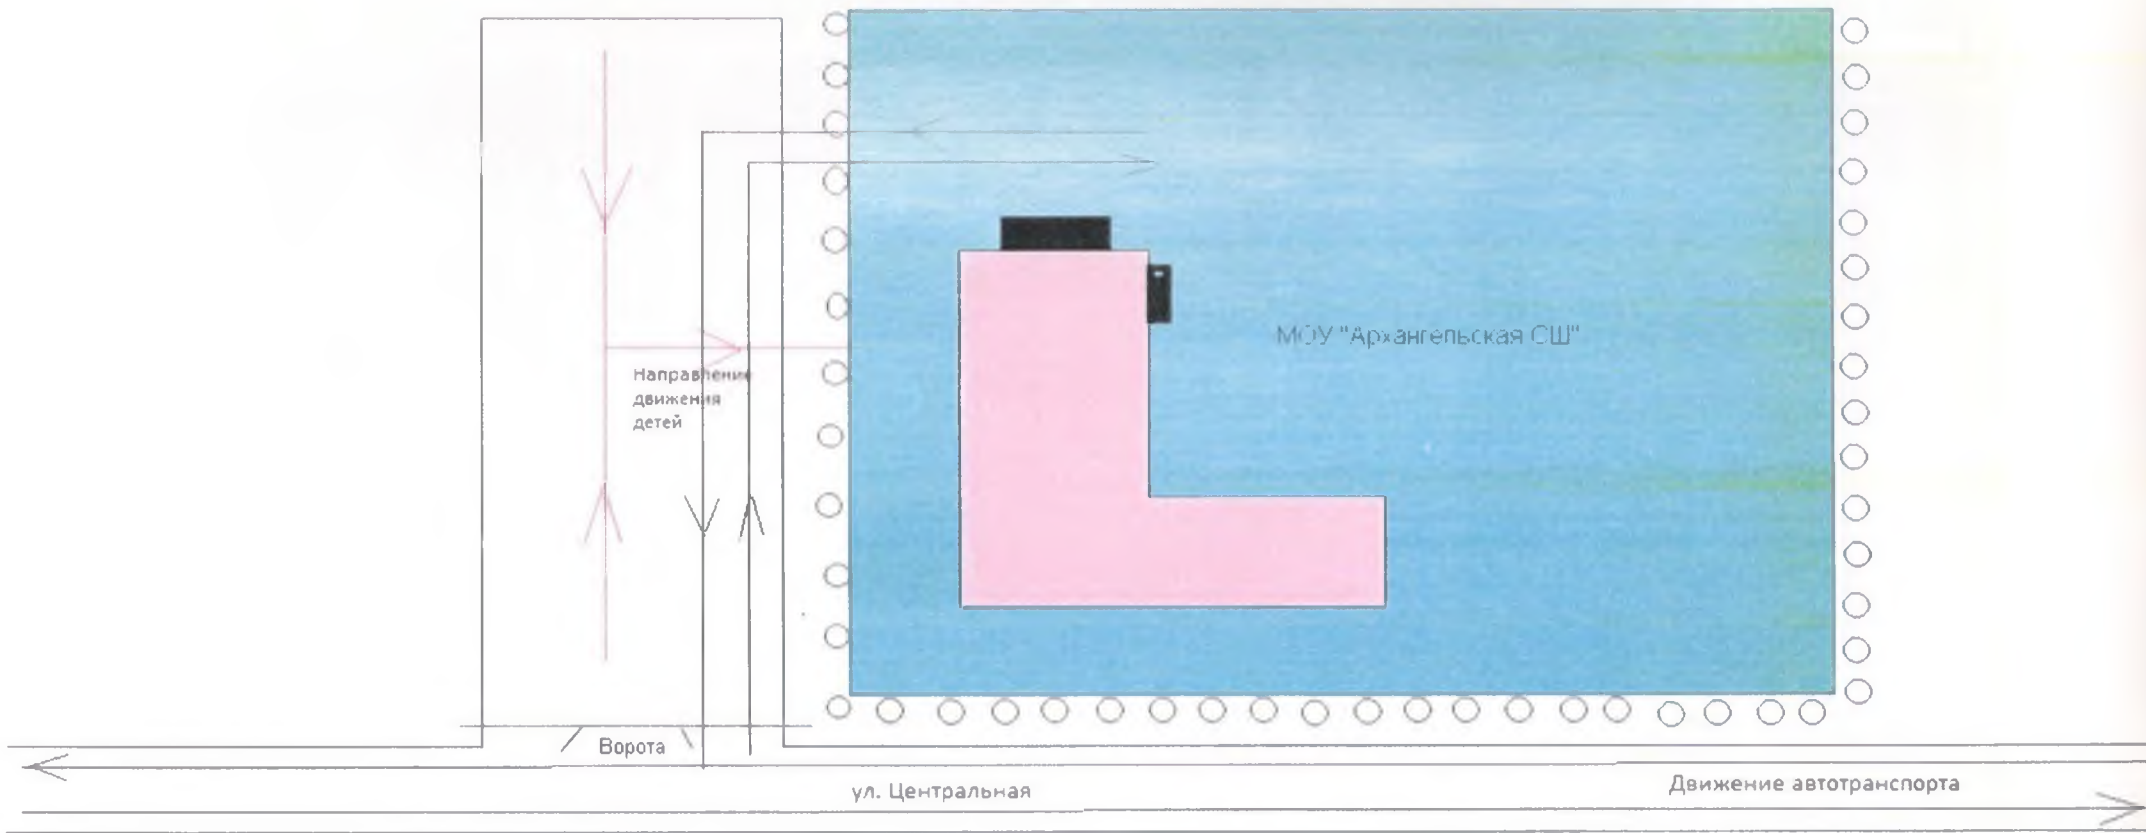 МОУ "Архангельская СШ"
Направление
движения
детей
Ворота
ул. Центральная
Движение автотранспорта